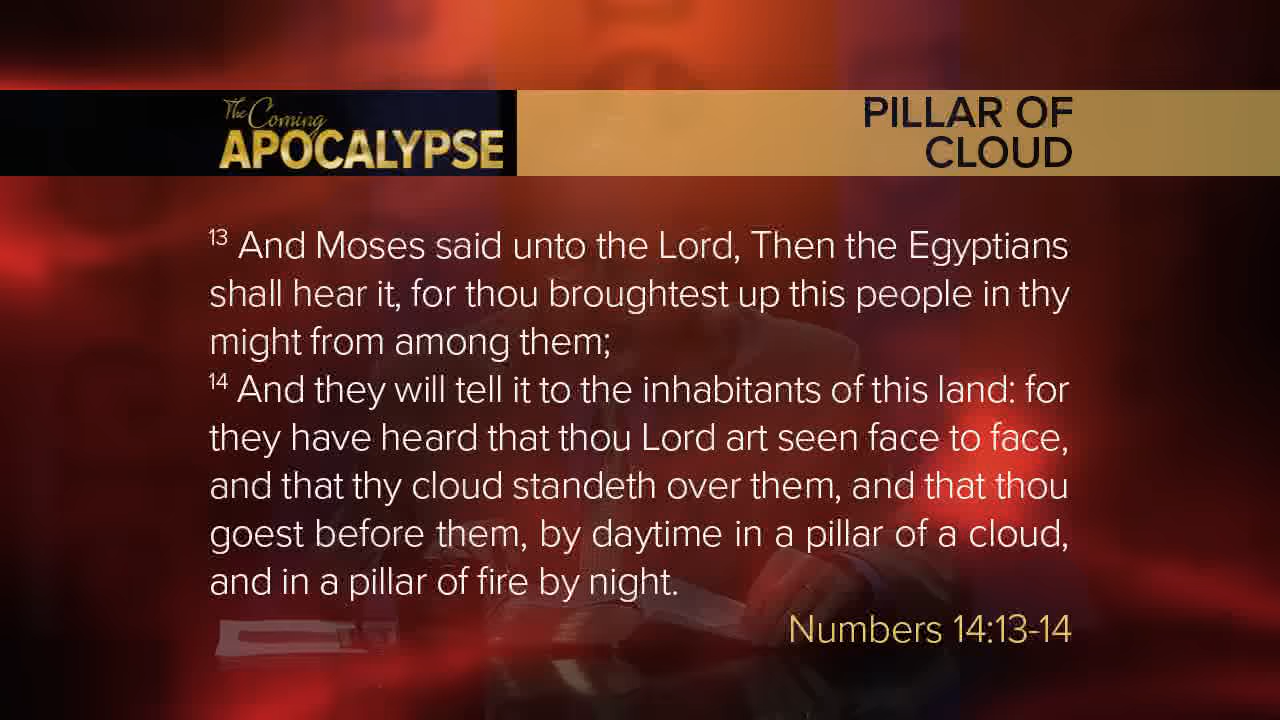 The Coming
APOCALYPSE
PILLAR OF
CLOUD
13 And Moses said unto the Lord, Then the Egyptians
shall hear it, for thou broughtest up this people in thy
might from among them;
14 And they will tell it to the inhabitants of this land: for
they have heard that thou Lord art seen face to face,
and that thy cloud standeth over them, and that thou
goest before them, by daytime in a pillar of a cloud,
and in a pillar of fire by night.
Numbers 14:13-14